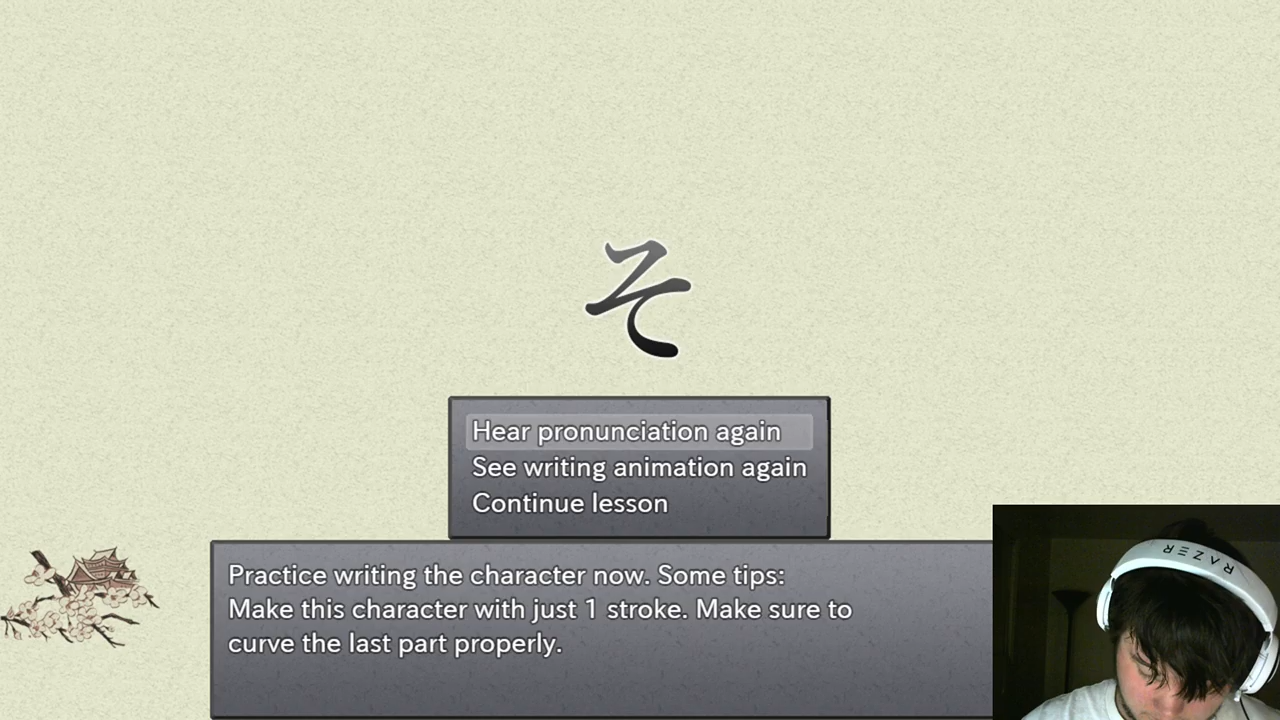 そ
Hear pronunciation again
See writing animation again
Continue lesson
Practice writing the character now. Some tips:
Make this character with just 1 stroke. Make sure to
curve the last part properly.
RAZER